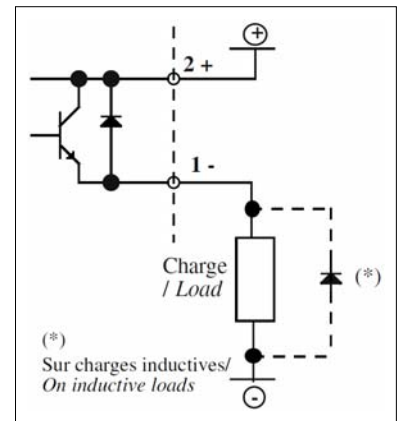 +
2 +
1 -
Charge
/ Load
(*)
(*)
Sur charges inductives/
On inductive loads
-